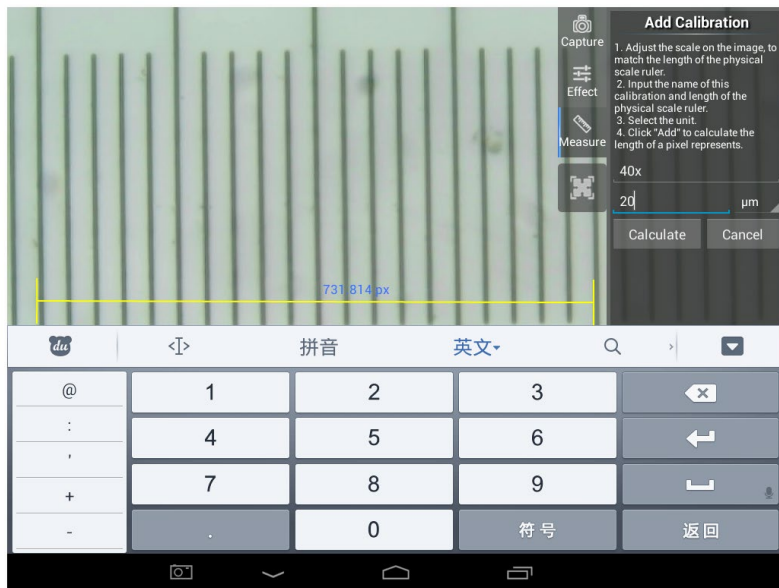 Capture
Effect
Measure
Add Calibration
1. Adjust the scale on the image, to
match the length of the physical
scale ruler.
2. Input the name of this
calibration and length of the
physical scale ruler.
3. Select the unit.
4. Click "Add" to calculate the
length of a pixel represents.
40x
20 μm
Calculate Cancel
731.814 px
du 拼音 英文
@ 1 2 3
: 4 5 6
' 7 8 9
+
- . 0 符号 返回